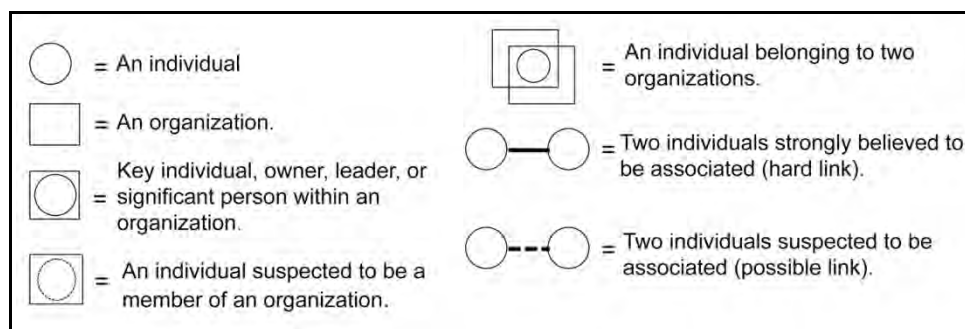 = An individual
= An organization.
Key individual, owner, leader, or
= significant person within an
organization.
= An individual suspected to be a
member of an organization.
An individual belonging to two
= organizations.
= Two individuals strongly believed to
be associated (hard link).
= Two individuals suspected to be
associated (possible link).